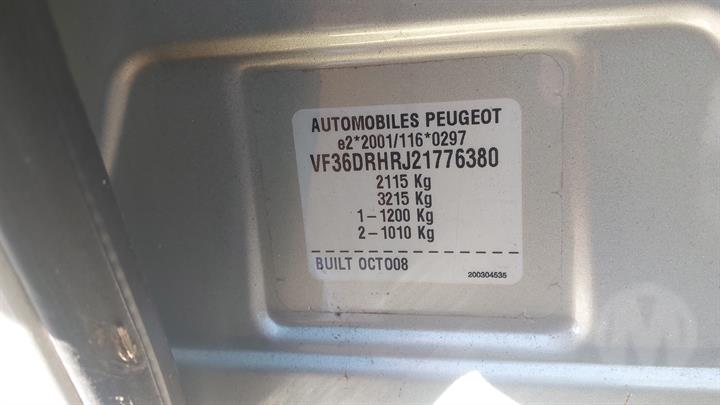 AUTOMOBILES PEUGEOT
e2*2001/116*0297
VF36DRHRJ21776380
2115 Kg
3215 Kg
1-1200 Kg
2-1010 Kg
BUILT OCT008
200304535
M